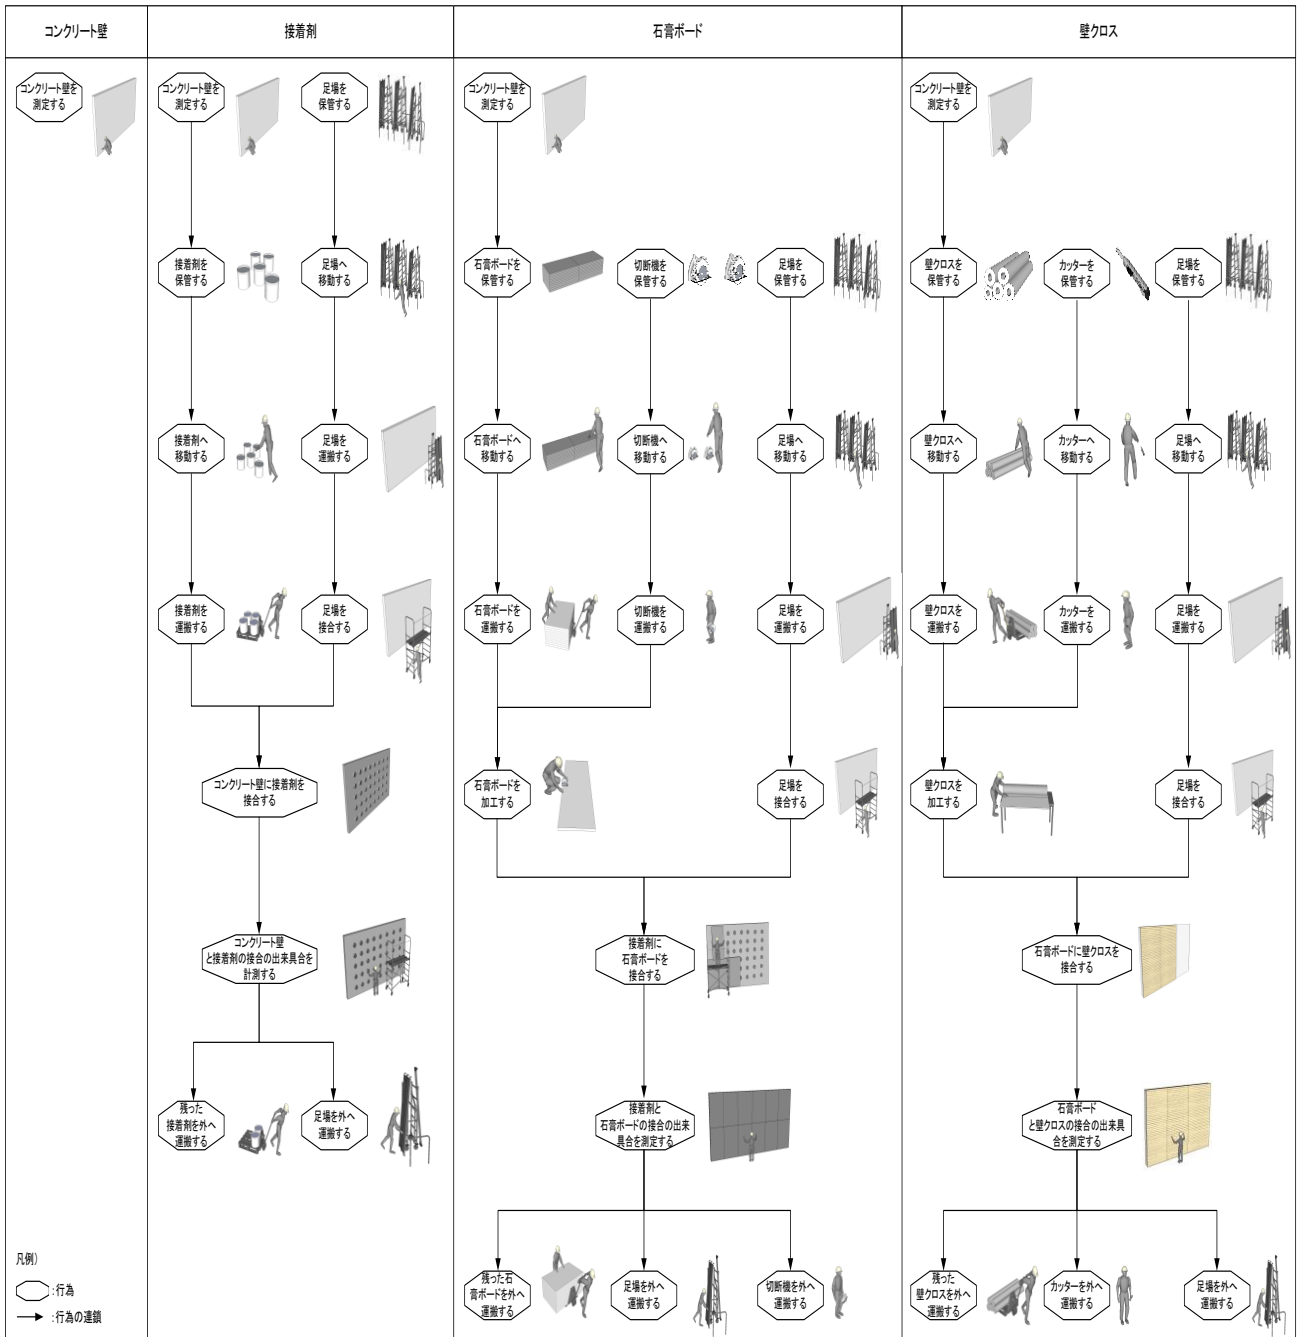 コンクリート壁
接着剤
石膏ボード
壁クロス
コンクリート壁を
測定する
コンクリート壁を
測定する
足場を
保管する
接着剤を
保管する
足場へ
移動する
接着剤へ
移動する
足場を
運搬する
接着剤を
運搬する
足場を
接合する
コンクリート壁に接着剤を
接合する
コンクリート壁
と接着剤の接合の出来具合を
計測する
残った
接着剤を外へ
運搬する
足場を外へ
運搬する
コンクリート壁を
測定する
石膏ボードを
保管する
切断機を
保管する
足場を
保管する
石膏ボードへ
移動する
切断機へ
移動する
足場へ
移動する
石膏ボードを
運搬する
切断機を
運搬する
足場を
運搬する
石膏ボードを
加工する
足場を
接合する
接着剤に
石膏ボードを
接合する
接着剤と
石膏ボードの接合の出来
具合を測定する
残った石
膏ボードを外へ
運搬する
足場を外へ
運搬する
切断機を外へ
運搬する
コンクリート壁を
測定する
壁クロスを
保管する
カッターを
保管する
足場を
保管する
壁クロスへ
移動する
カッターへ
移動する
足場へ
移動する
壁クロスを
運搬する
カッターを
運搬する
足場を
運搬する
壁クロスを
加工する
足場を
接合する
石膏ボードに壁クロスを
接合する
石膏ボード
と壁クロスの接合の出来具
合を測定する
残った
壁クロスを外へ
運搬する
カッターを外へ
運搬する
足場を外へ
運搬する
凡例）
：行為
：行為の連鎖